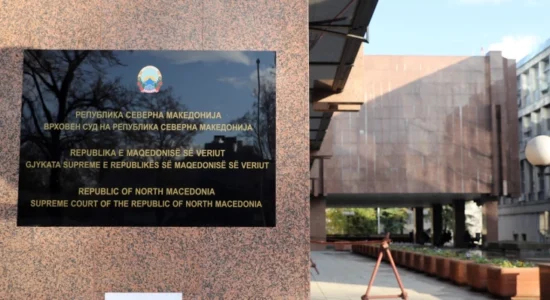 РЕПУБЛИКА СЕВЕРНА МАКЕДОНИЈА
ВРХОВЕН СУД НА РЕПУБЛИКА СЕВЕРНА МАКЕДОНИЈА
REPUBLIKA E MAQEDONISË SË VERIUT
GJYKATA SUPREME E REPUBLIKËS SË MAQEDONISË SË VERIUT
REPUBLIC OF NORTH MACEDONIA
SUPREME COURT OF THE REPUBLIC OF NORTH MACEDONIA